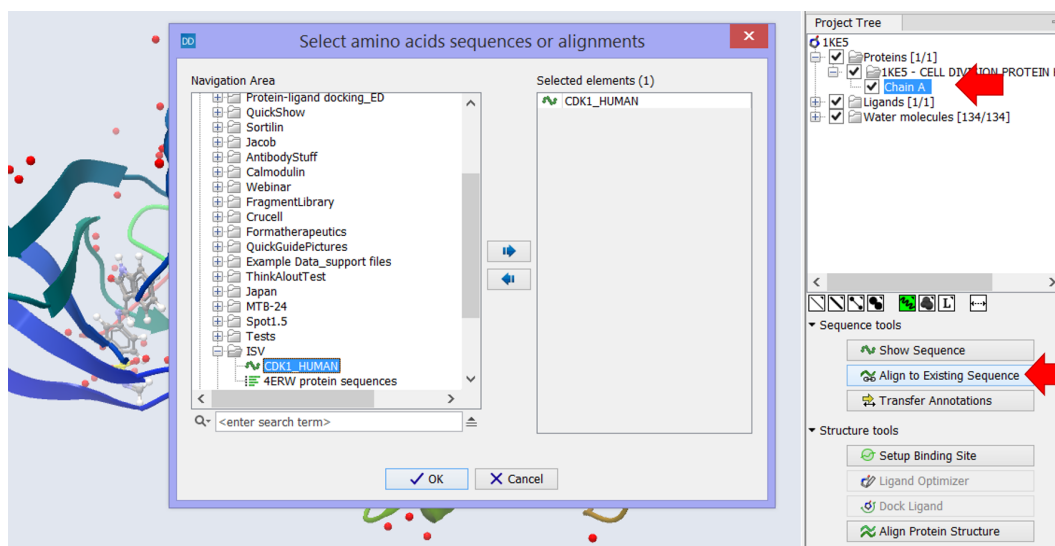 DD
Select amino acids sequences or alignments
Navigation Area
Protein-ligand docking_ED
QuickShow
Sortilin
Jacob
AntibodyStuff
Calmodulin
Webinar
FragmentLibrary
Crucell
Formatherapeutics
QuickGuidePictures
Example Data_support files
ThinkAloutTest
Japan
MTB-24
Spot1.5
Tests
ISV
CDK1_HUMAN
4ERW protein sequences
<enter search term>
Selected elements (1)
CDK1_HUMAN
OK
Cancel
Project Tree
1KE5
Proteins [1/1]
1KE5 - CELL DIVISION PROTEIN
Chain A
Ligands [1/1]
Water molecules [134/134]
L
Sequence tools
Show Sequence
Align to Existing Sequence
Transfer Annotations
Structure tools
Setup Binding Site
Ligand Optimizer
Dock Ligand
Align Protein Structure